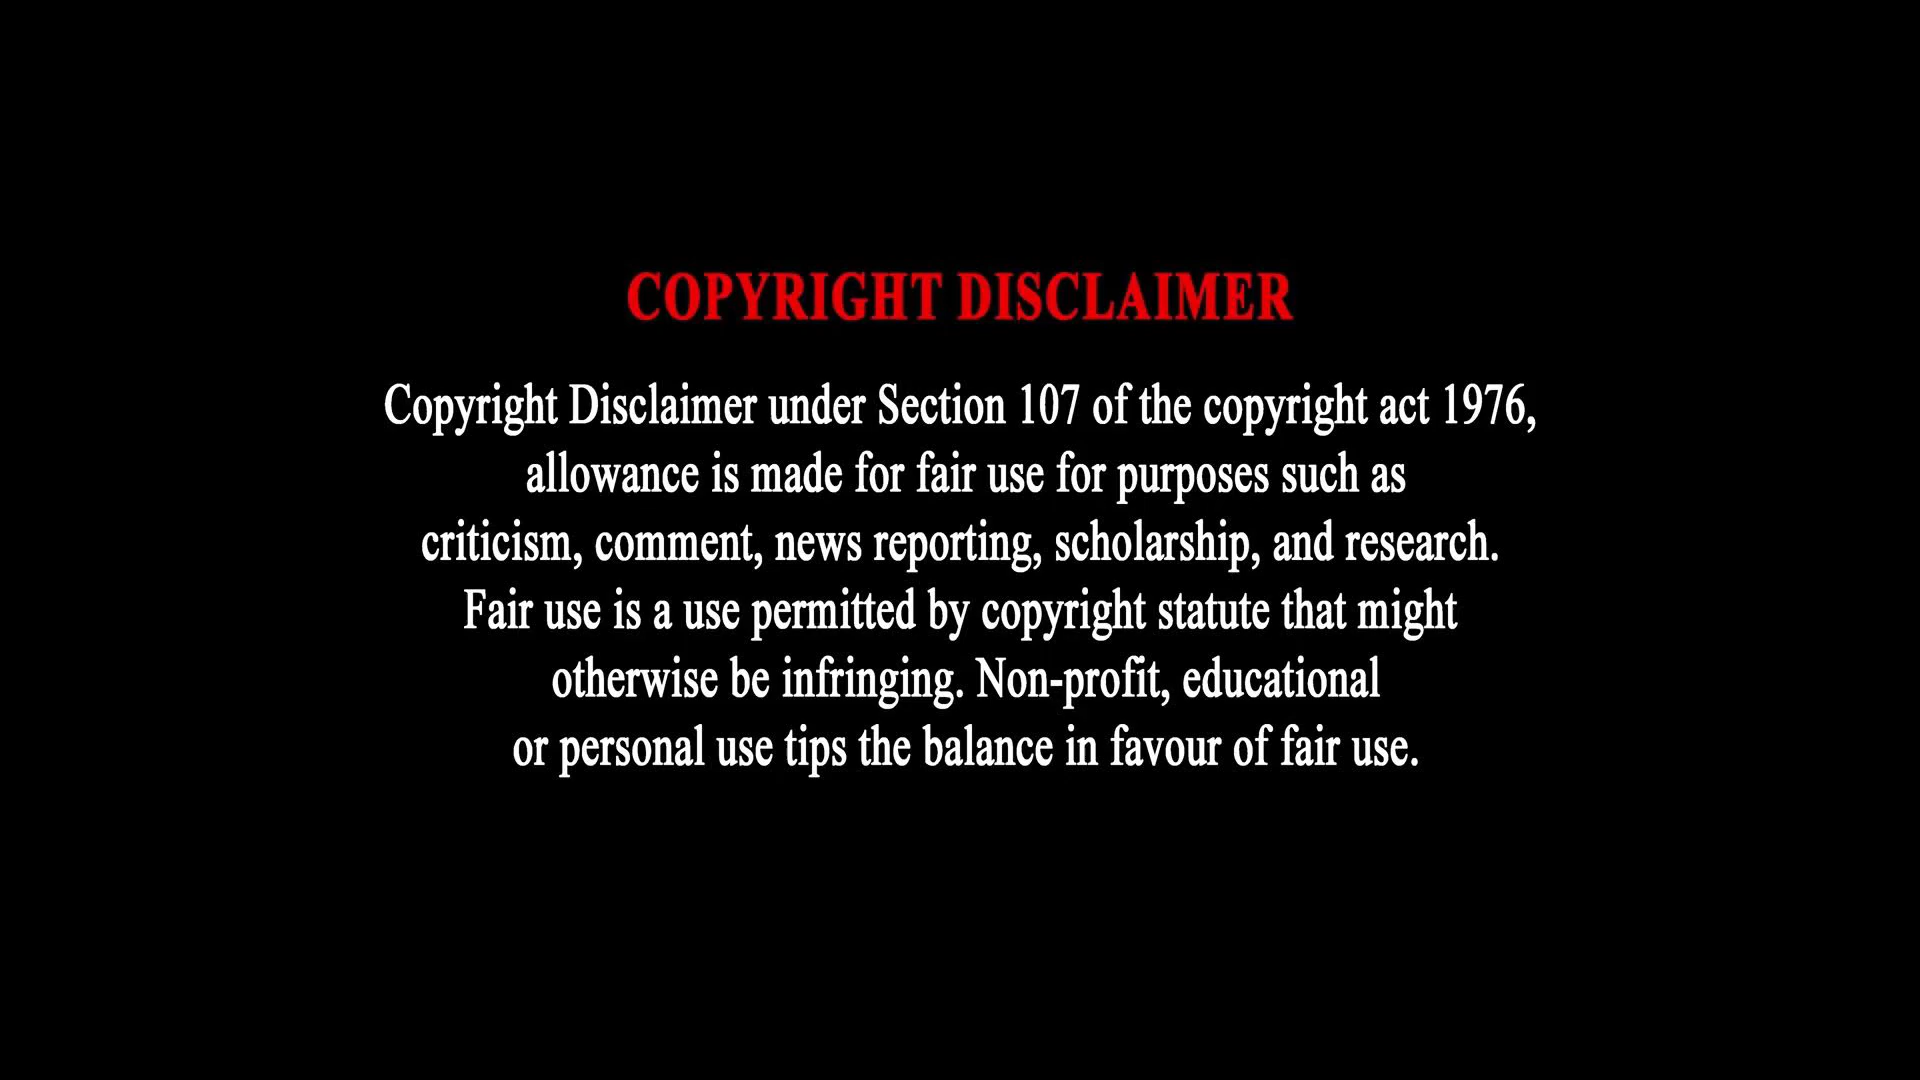 COPYRIGHT DISCLAIMER
Copyright Disclaimer under Section 107 of the copyright act 1976,
allowance is made for fair use for purposes such as
criticism, comment, news reporting, scholarship, and research.
Fair use is a use permitted by copyright statute that might
otherwise be infringing. Non-profit, educational
or personal use tips the balance in favour of fair use.